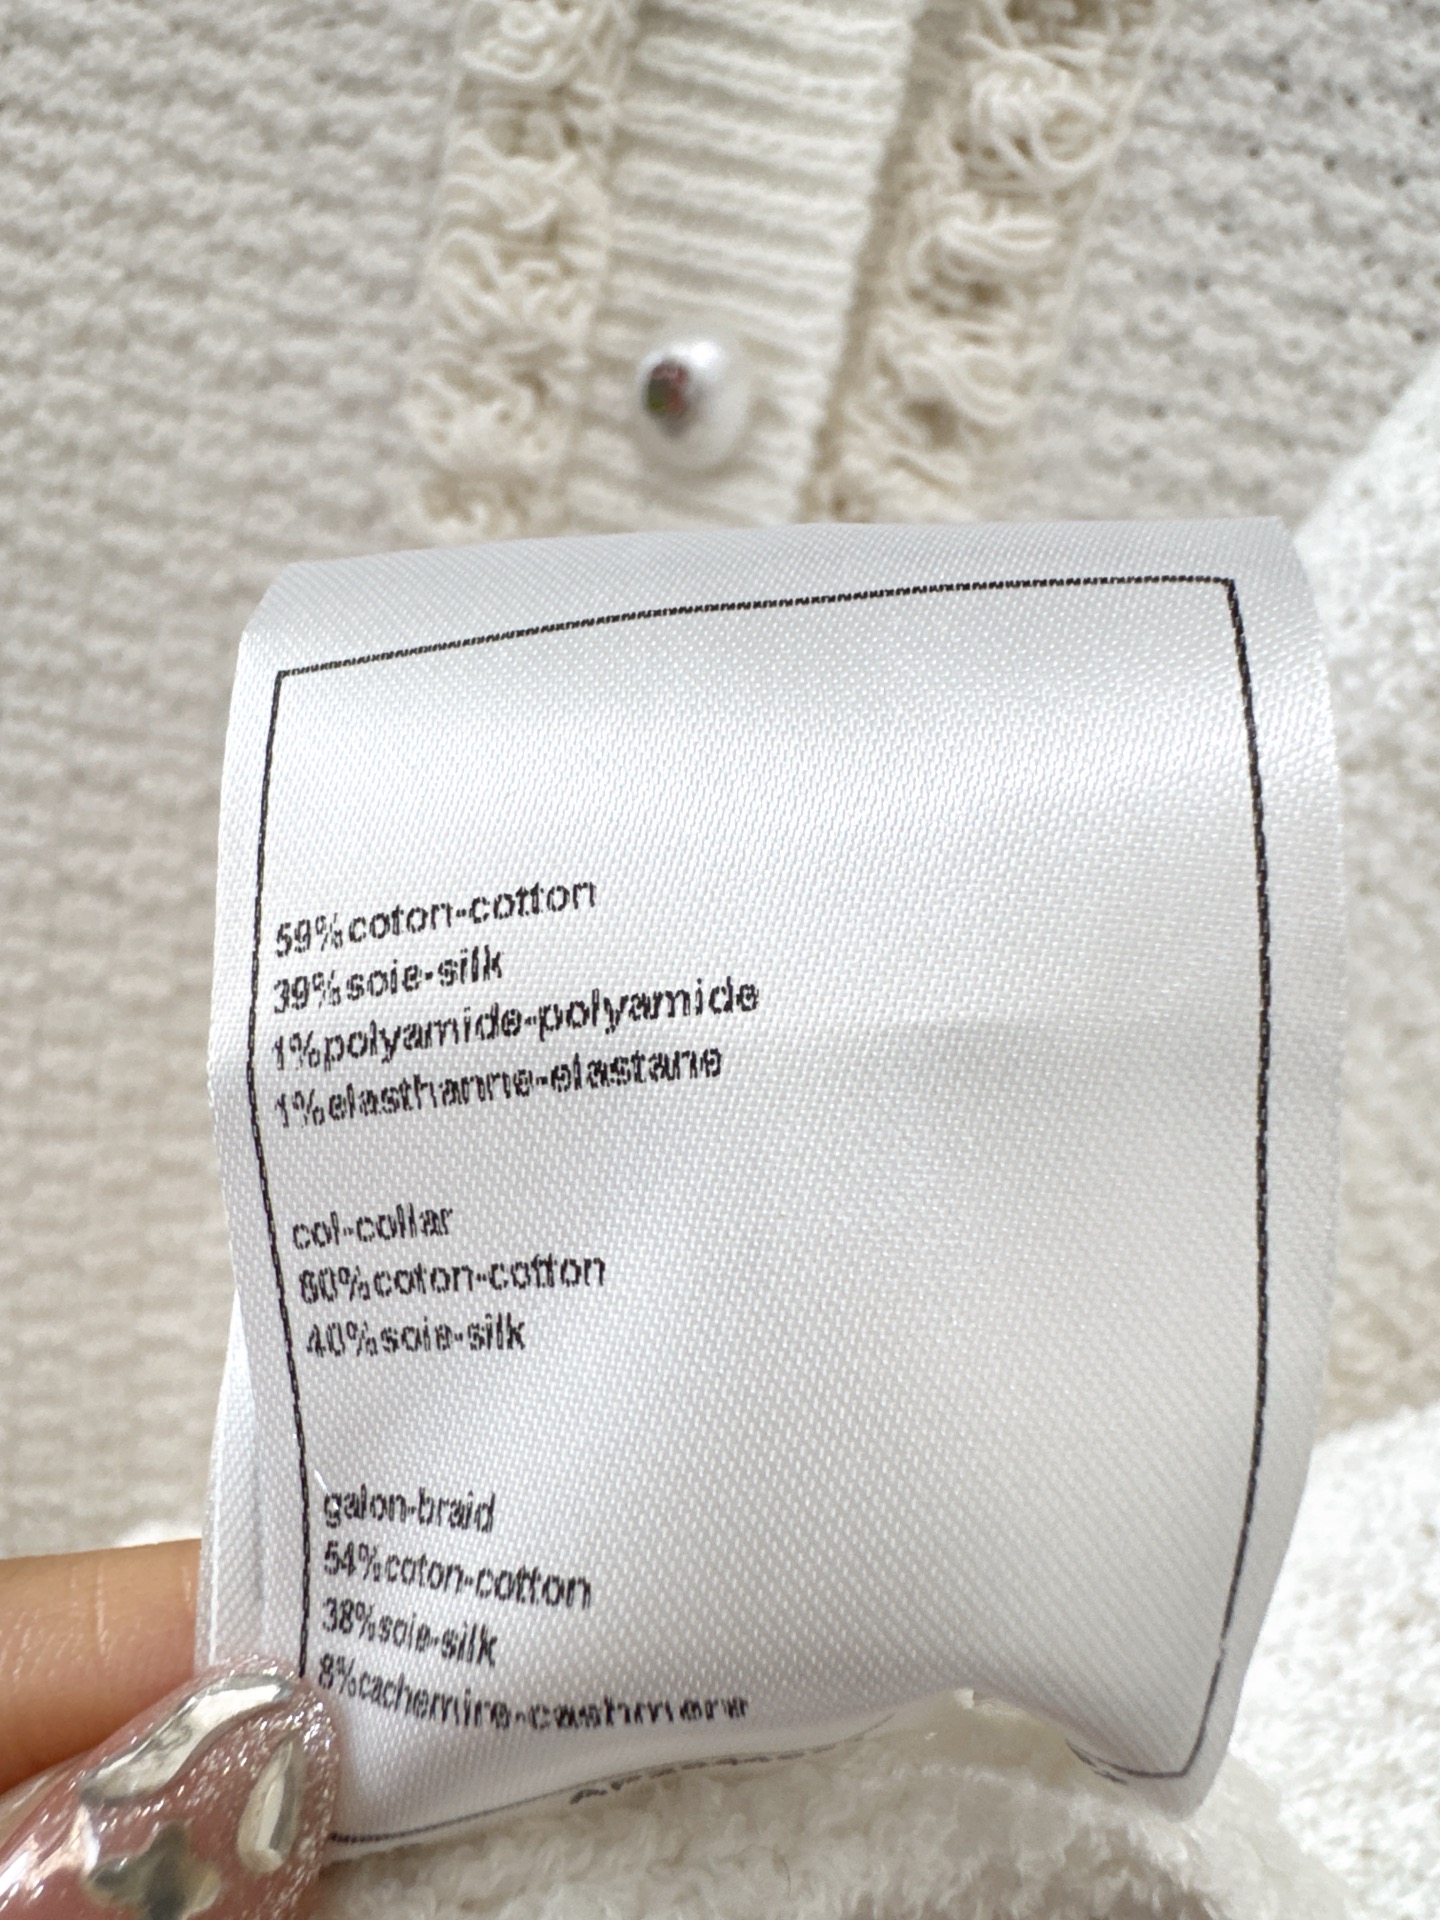 59%coton-cotton
39%soie-silk
1%polyamide-polyamide
1%elasthanne-elastane
col-collar
60%coton-cotton
40%soie-silk
galon-braid
54%coton-cotton
38%soie-silk
8%cachemire-cashmere